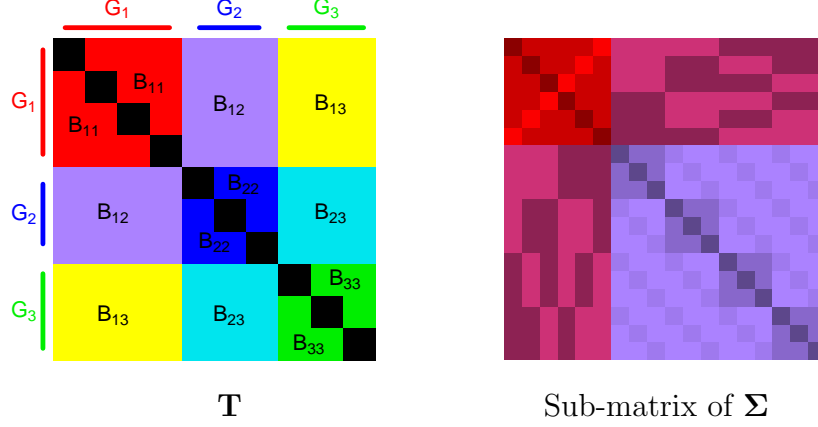 G₁ G₂ G₃
B₁₁
G₁ B₁₂ B₁₃
B₁₁
B₂₂
G₂ B₁₂ B₂₃
B₂₂
B₃₃
G₃ B₁₃ B₂₃
B₃₃
T Sub-matrix of Σ